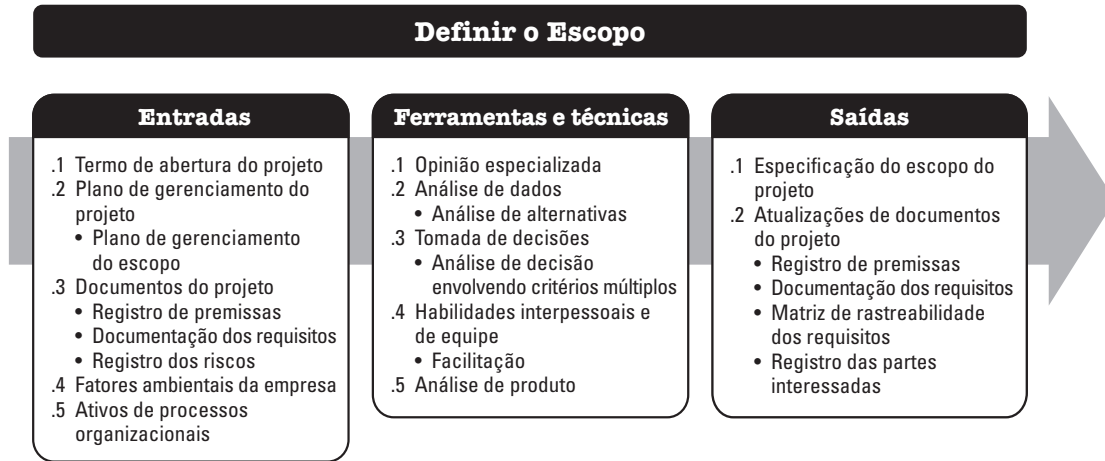 Definir o Escopo
Entradas
.1 Termo de abertura do projeto
.2 Plano de gerenciamento do
projeto
• Plano de gerenciamento
do escopo
.3 Documentos do projeto
• Registro de premissas
• Documentação dos requisitos
• Registro dos riscos
.4 Fatores ambientais da empresa
.5 Ativos de processos
organizacionais
Ferramentas e técnicas
.1 Opinião especializada
.2 Análise de dados
• Análise de alternativas
.3 Tomada de decisões
• Análise de decisão
envolvendo critérios múltiplos
.4 Habilidades interpessoais e
de equipe
• Facilitação
.5 Análise de produto
Saídas
.1 Especificação do escopo do
projeto
.2 Atualizações de documentos
do projeto
• Registro de premissas
• Documentação dos requisitos
• Matriz de rastreabilidade
dos requisitos
• Registro das partes
interessadas